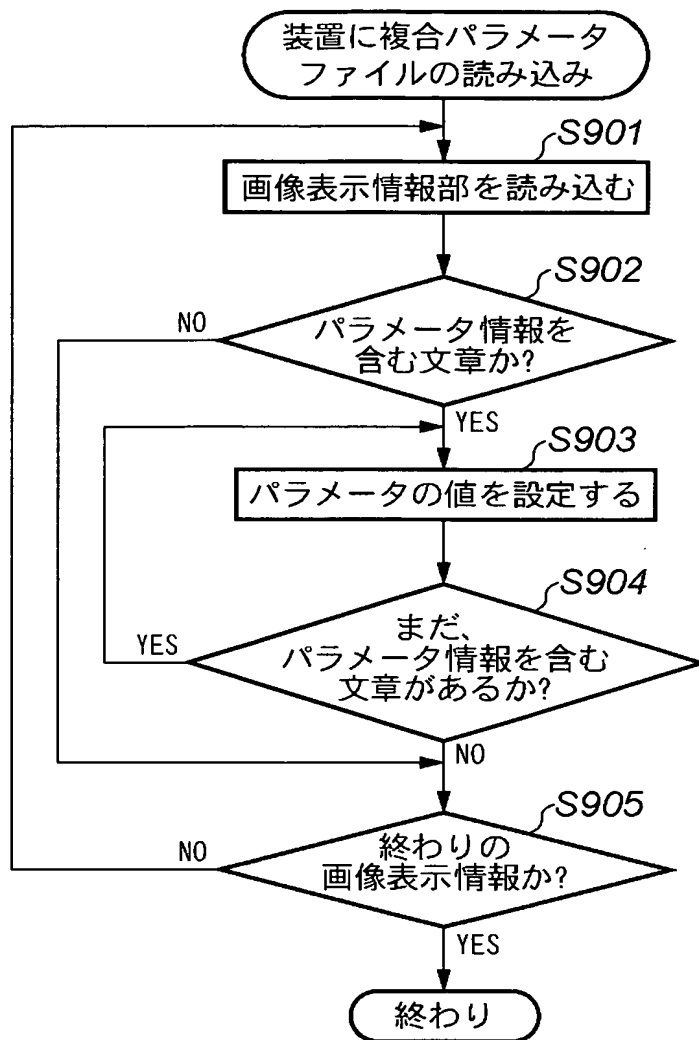 装置に複合パラメータ
ファイルの読み込み
S901
画像表示情報部を読み込む
S902
NO
パラメータ情報を
含む文章か?
YES
S903
パラメータの値を設定する
S904
YES
まだ、
パラメータ情報を含む
文章があるか?
NO
S905
NO
終わりの
画像表示情報か?
YES
終わり